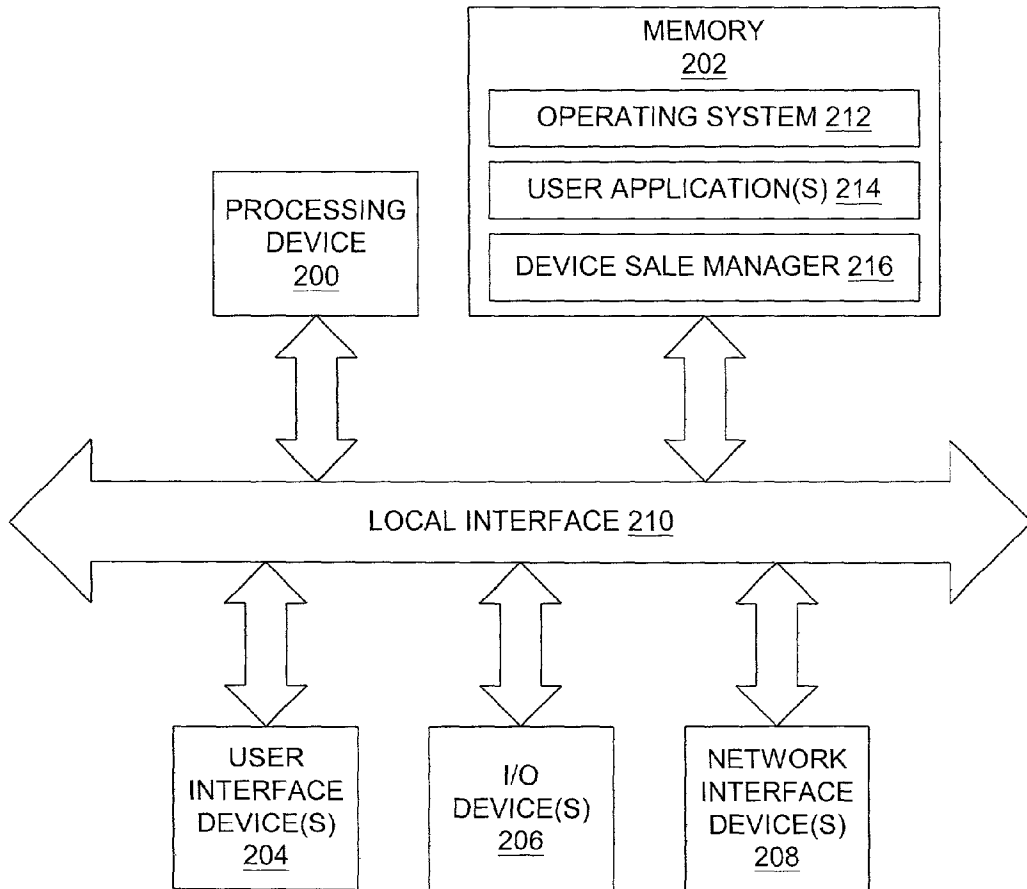 MEMORY
202
OPERATING SYSTEM 212
USER APPLICATION(S) 214
DEVICE SALE MANAGER 216
PROCESSING
DEVICE
200
LOCAL INTERFACE 210
USER
INTERFACE
DEVICE(S)
204
I/O
DEVICE(S)
206
NETWORK
INTERFACE
DEVICE(S)
208